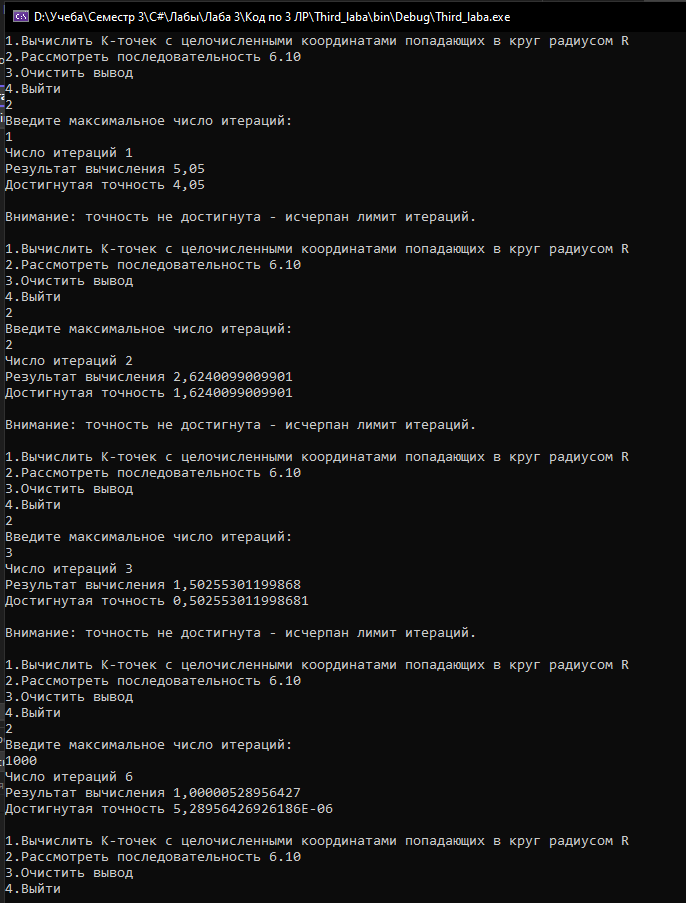 D:\Учеба\Семестр 3\C#\Лабы\Лаба 3\Код по 3 ЛР\Third_laba\bin\Debug\Third_laba.exe
1.Вычислить К-точек с целочисленными координатами попадающих в круг радиусом R
2.Рассмотреть последовательность 6.10
3.Очистить вывод
4.Выйти
2
Введите максимальное число итераций:
1
Число итераций 1
Результат вычисления 5,05
Достигнутая точность 4,05
Внимание: точность не достигнута - исчерпан лимит итераций.
1.Вычислить К-точек с целочисленными координатами попадающих в круг радиусом R
2.Рассмотреть последовательность 6.10
3.Очистить вывод
4.Выйти
2
Введите максимальное число итераций:
2
Число итераций 2
Результат вычисления 2,6240099009901
Достигнутая точность 1,6240099009901
Внимание: точность не достигнута - исчерпан лимит итераций.
1.Вычислить К-точек с целочисленными координатами попадающих в круг радиусом R
2.Рассмотреть последовательность 6.10
3.Очистить вывод
4.Выйти
2
Введите максимальное число итераций:
3
Число итераций 3
Результат вычисления 1,50255301199868
Достигнутая точность 0,502553011998681
Внимание: точность не достигнута - исчерпан лимит итераций.
1.Вычислить К-точек с целочисленными координатами попадающих в круг радиусом R
2.Рассмотреть последовательность 6.10
3.Очистить вывод
4.Выйти
2
Введите максимальное число итераций:
1000
Число итераций 6
Результат вычисления 1,00000528956427
Достигнутая точность 5,28956426926186E-06
1.Вычислить К-точек с целочисленными координатами попадающих в круг радиусом R
2.Рассмотреть последовательность 6.10
3.Очистить вывод
4.Выйти